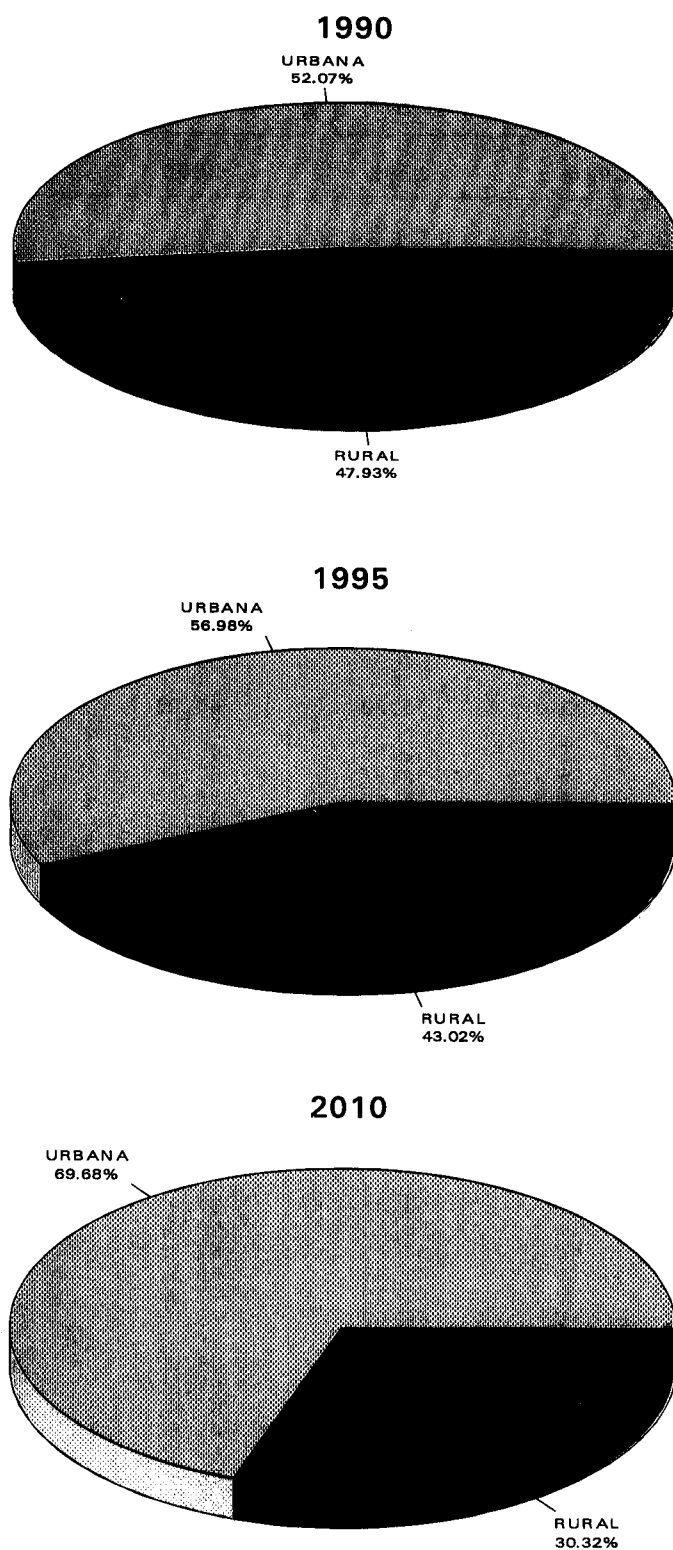 1990
URBANA
52.07%
RURAL
47.93%
1995
URBANA
56.98%
RURAL
43.02%
2010
URBANA
69.68%
RURAL
30.32%